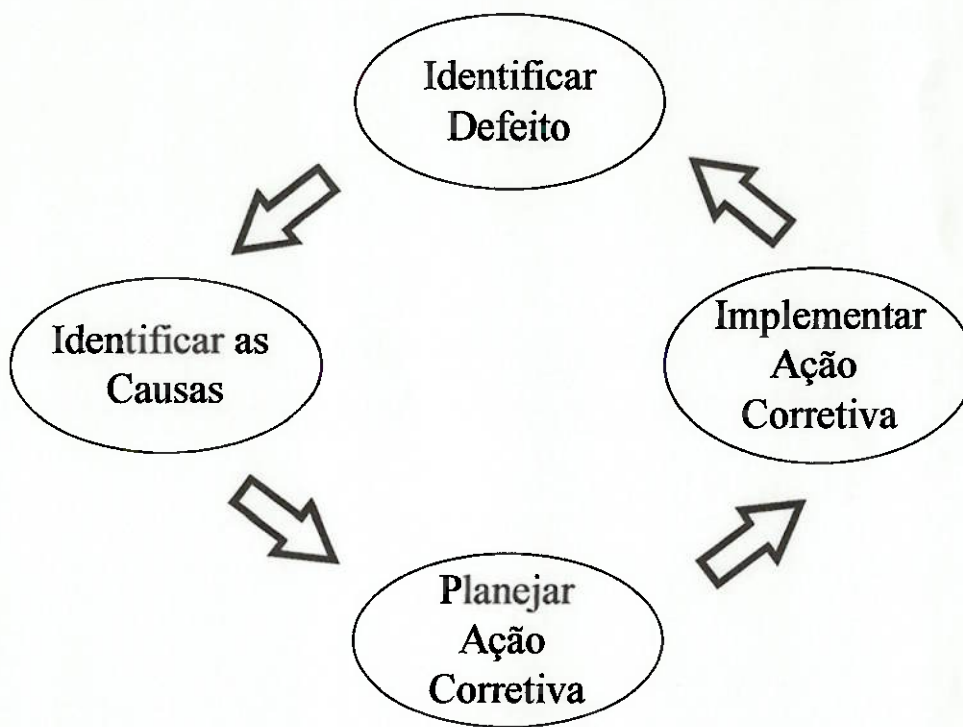 Identificar
Defeito
Identificar as
Causas
Planejar
Ação
Corretiva
Implementar
Ação
Corretiva